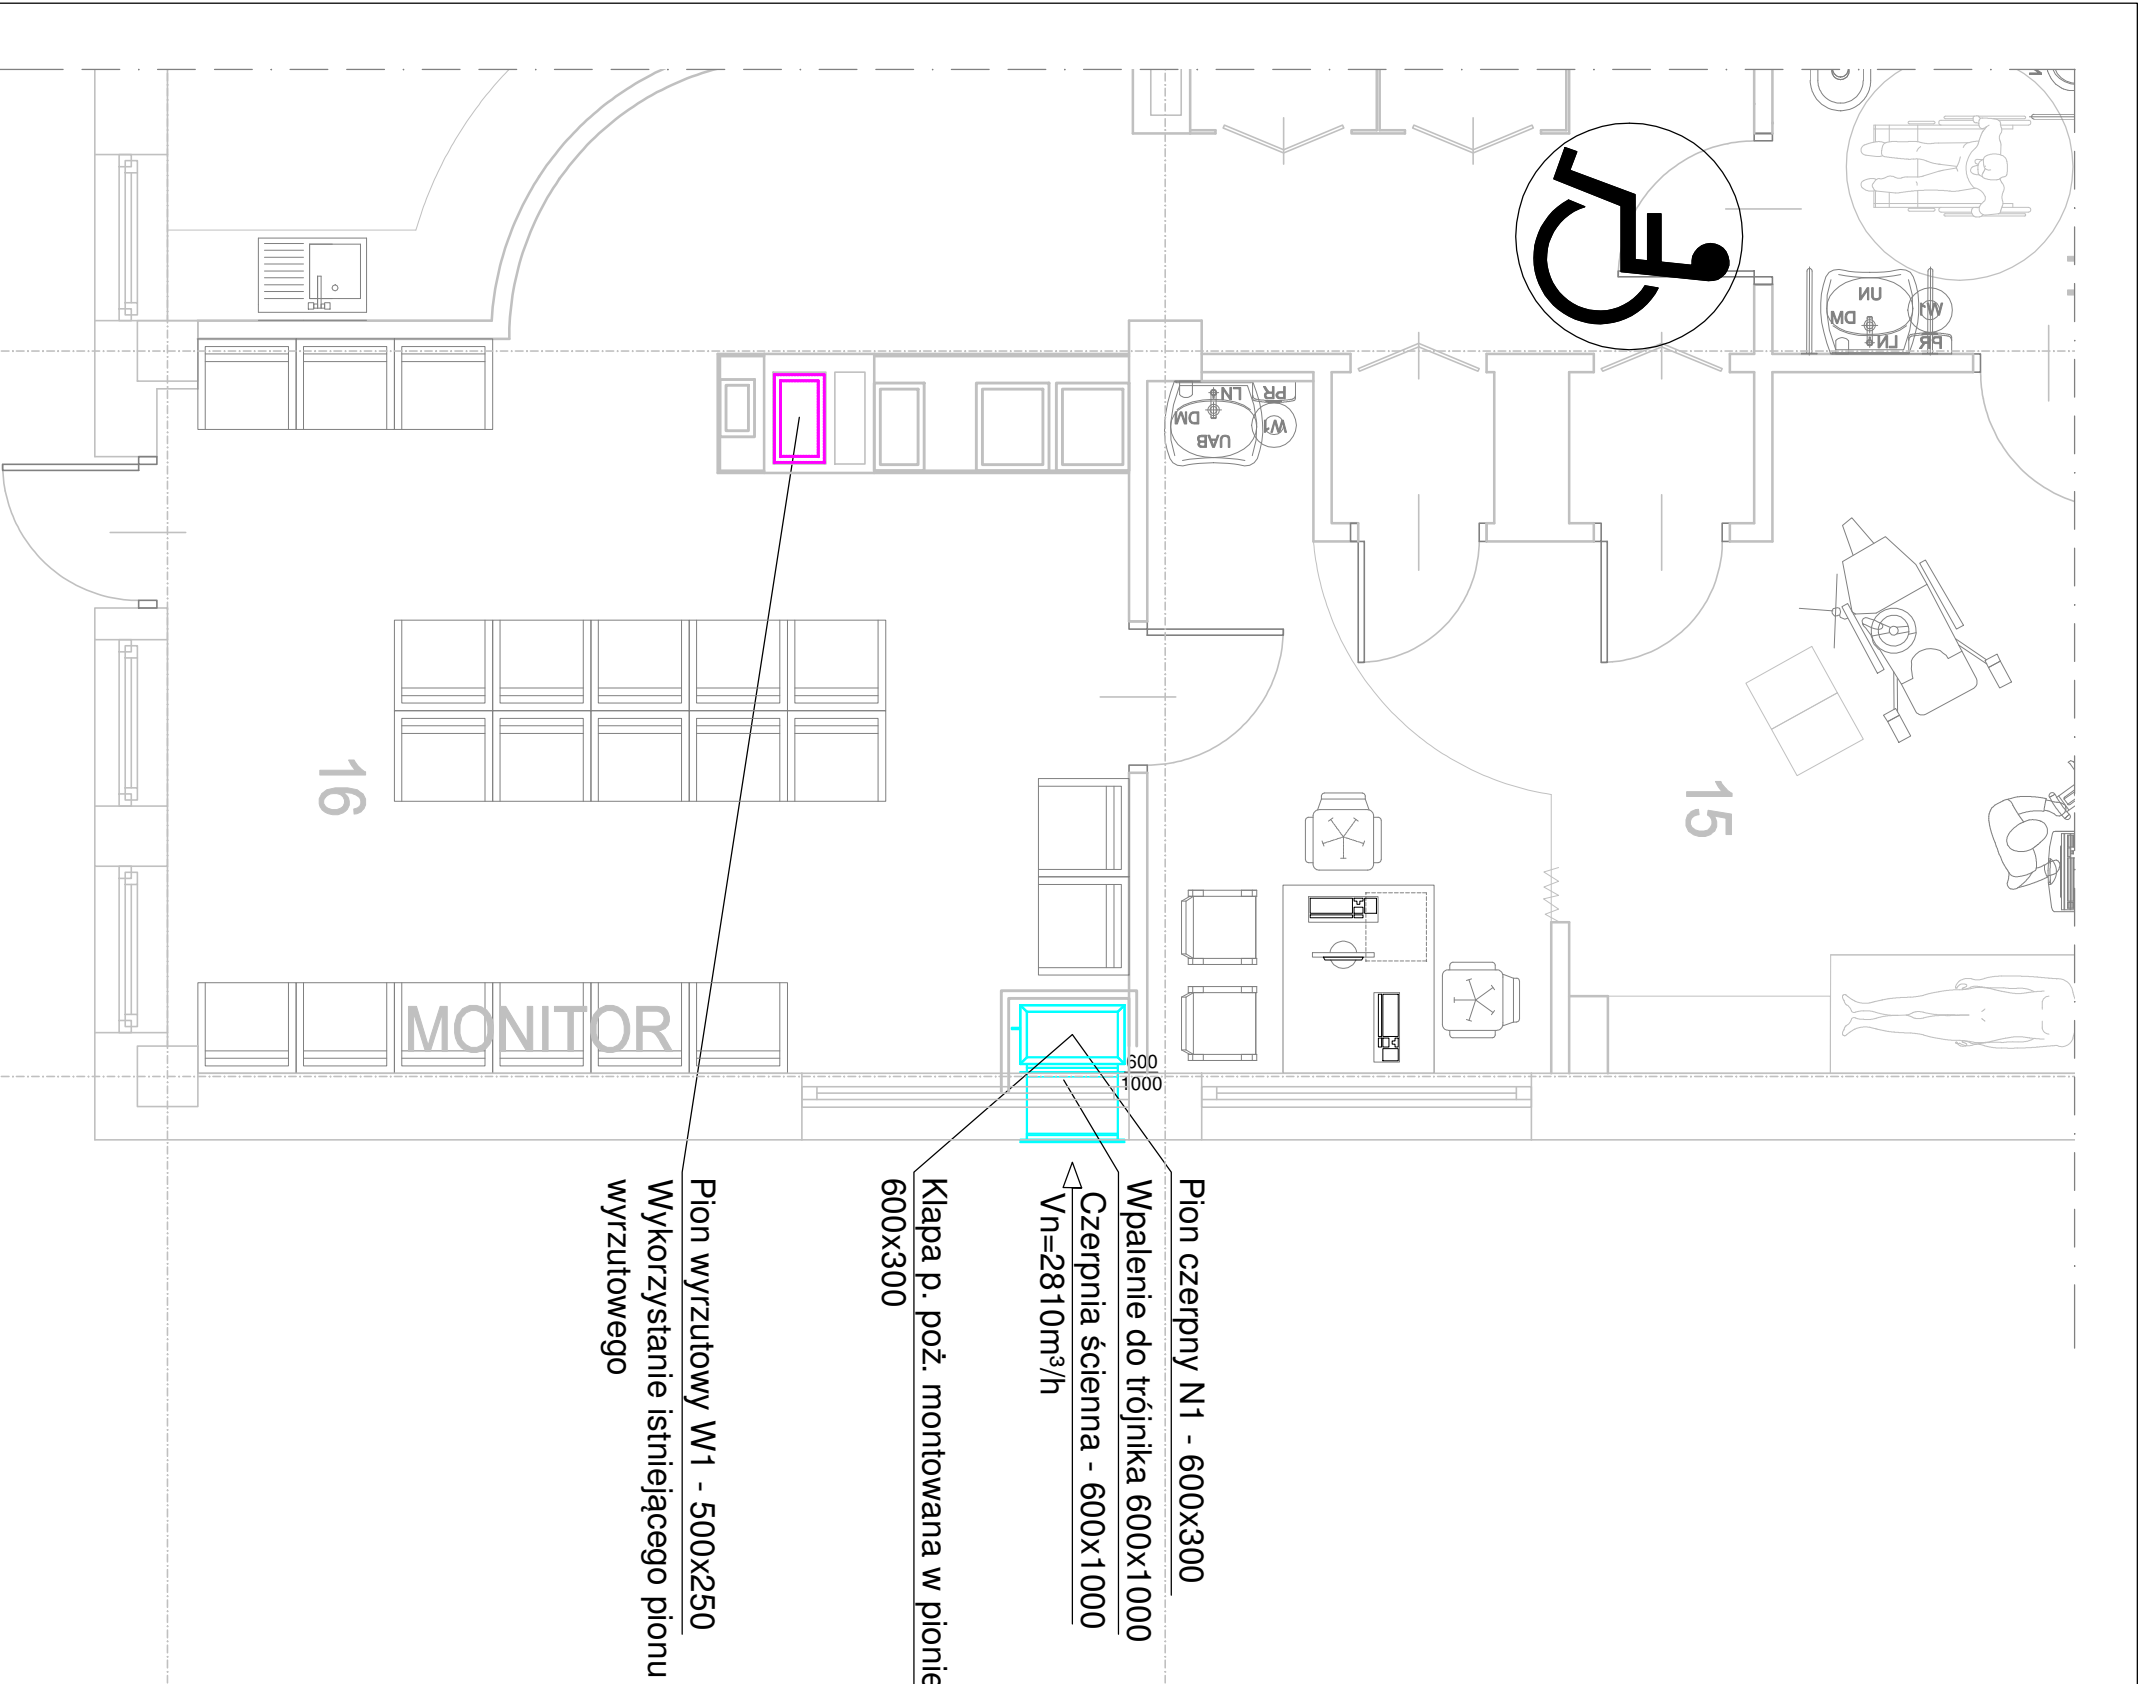 Pion czerpny N1 - 600x300
Wpalenie do trójnika 600x1000
Czerpnia ścienna - 600x1000
Vn=2810m³/h
Klapa p. poż. montowana w pionie
600x300
Pion wyrzutowy W1 - 500x250
Wykorzystanie istniejącego pionu
wyrzutowego
600
1000
MONITOR
16
15
UN
DM
LN
PR
W1
UAB
DM
LN
PR
W1